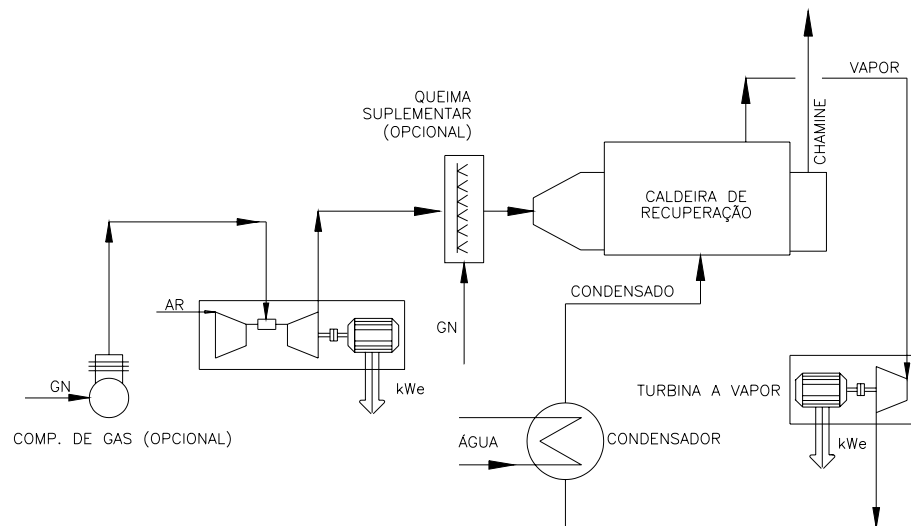 VAPOR
QUEIMA
SUPLEMENTAR
(OPCIONAL)
CHAMINE
CALDEIRA DE
RECUPERAÇÃO
CONDENSADO
AR
GN
GN
kWe
COMP. DE GAS (OPCIONAL)
TURBINA A VAPOR
ÁGUA
CONDENSADOR
kWe